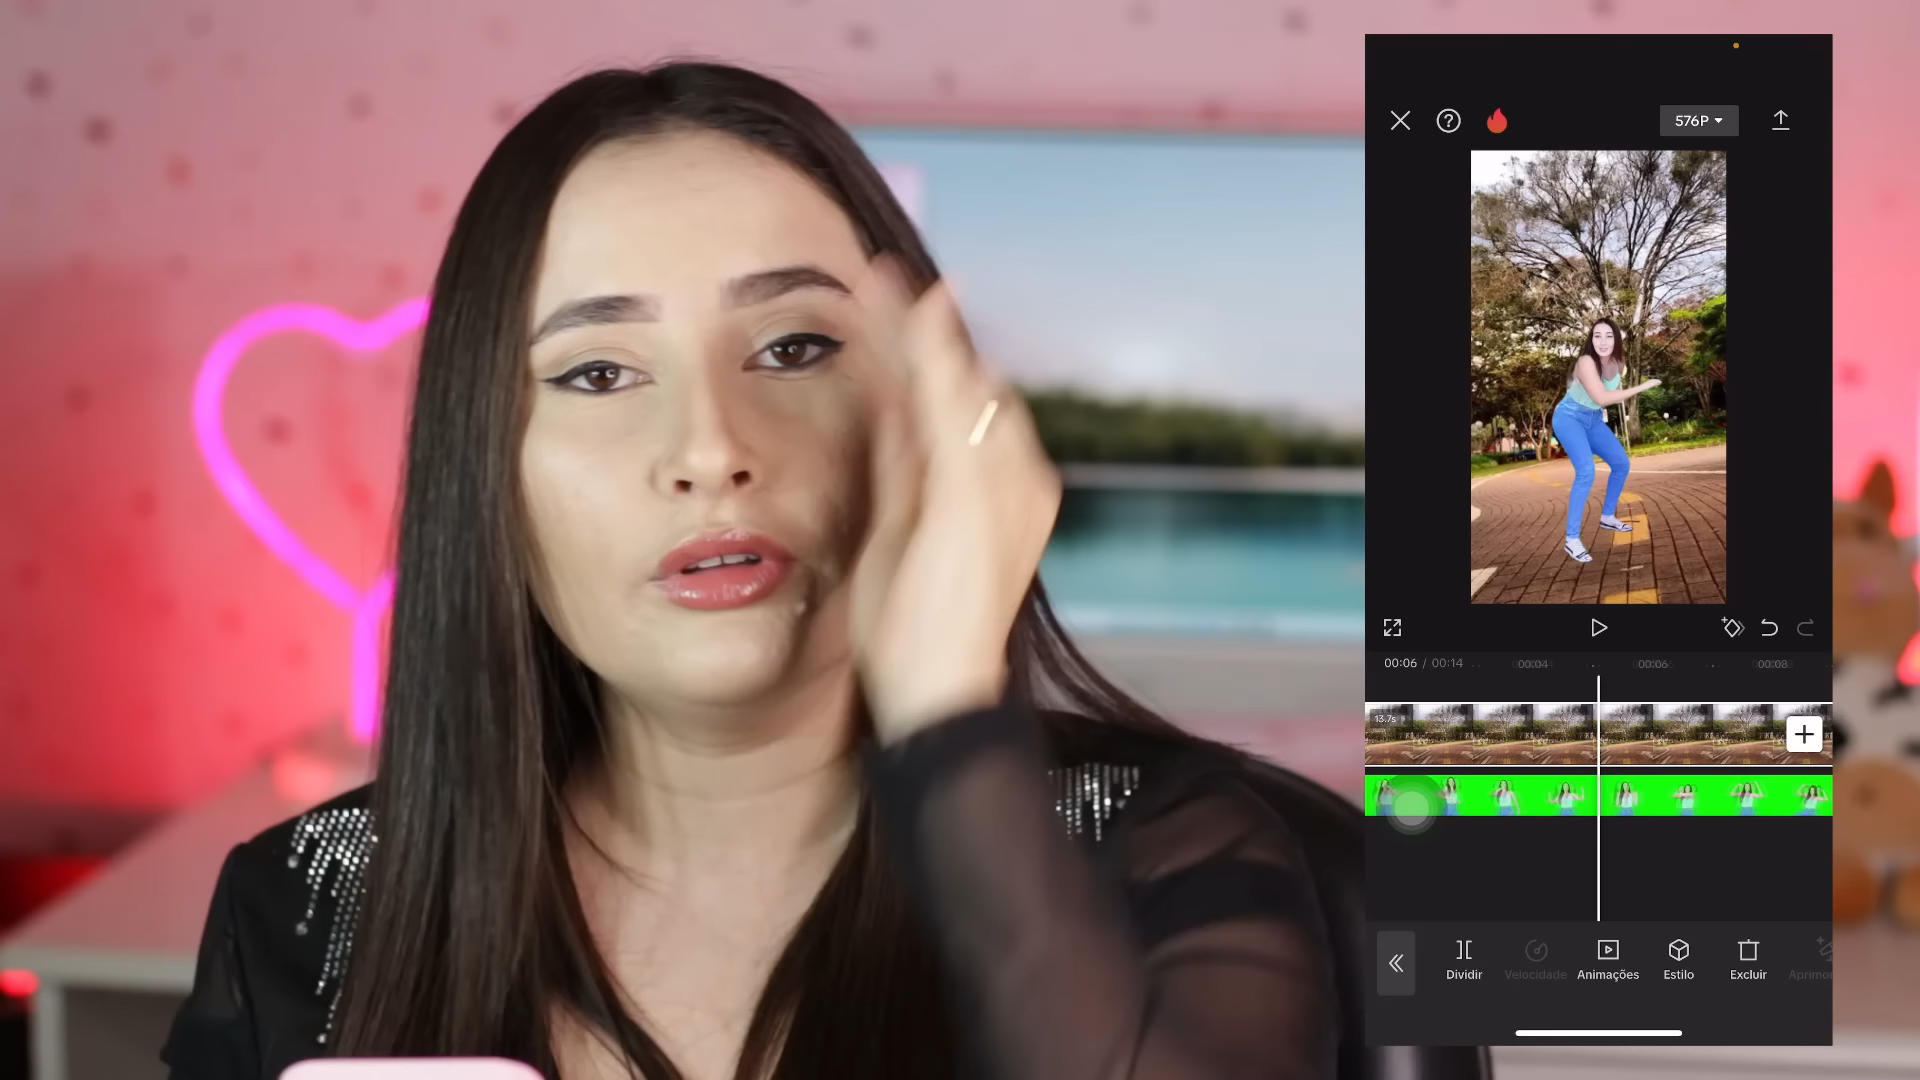 576P
00:06 / 00:14
00:04
00:06
00:08
13.7s
Dividir
Velocidade
Animações
Estilo
Excluir